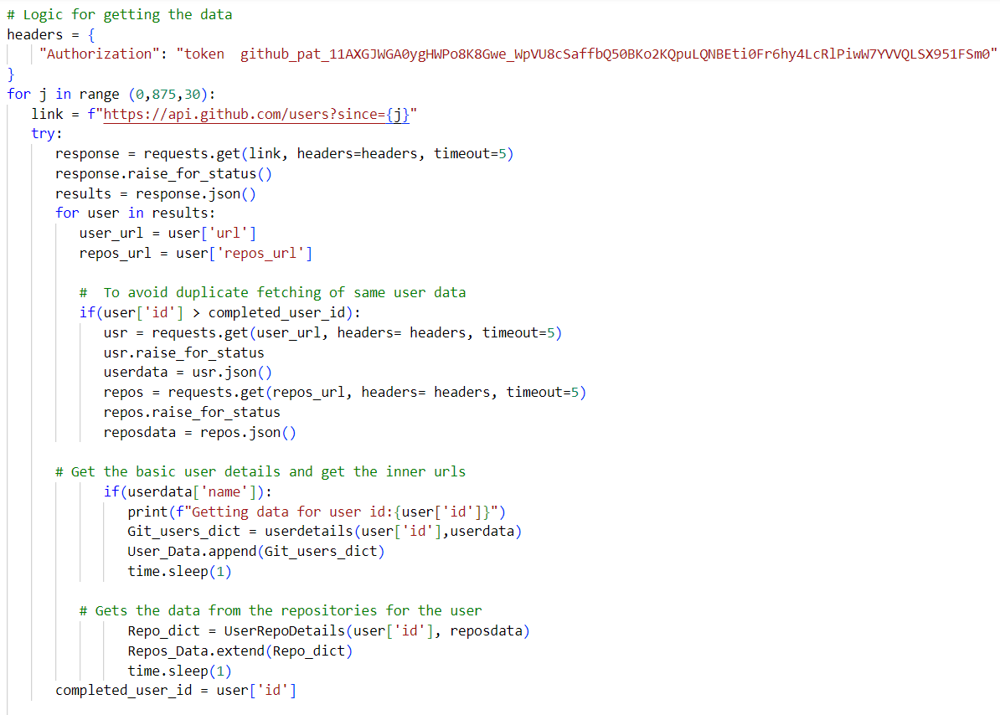 # Logic for getting the data
headers = {
"Authorization": "token  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"
}
for j in range (0,875,30):
link = f"https://api.github.com/users?since={j}"
try:
response = requests.get(link, headers=headers, timeout=5)
response.raise_for_status()
results = response.json()
for user in results:
user_url = user['url']
repos_url = user['repos_url']
#  To avoid duplicate fetching of same user data
if(user['id'] > completed_user_id):
usr = requests.get(user_url, headers= headers, timeout=5)
usr.raise_for_status
userdata = usr.json()
repos = requests.get(repos_url, headers= headers, timeout=5)
repos.raise_for_status
reposdata = repos.json()
# Get the basic user details and get the inner urls
if(userdata['name']):
print(f"Getting data for user id:{user['id']}")
Git_users_dict = userdetails(user['id'],userdata)
User_Data.append(Git_users_dict)
time.sleep(1)
# Gets the data from the repositories for the user
Repo_dict = UserRepoDetails(user['id'], reposdata)
Repos_Data.extend(Repo_dict)
time.sleep(1)
completed_user_id = user['id']